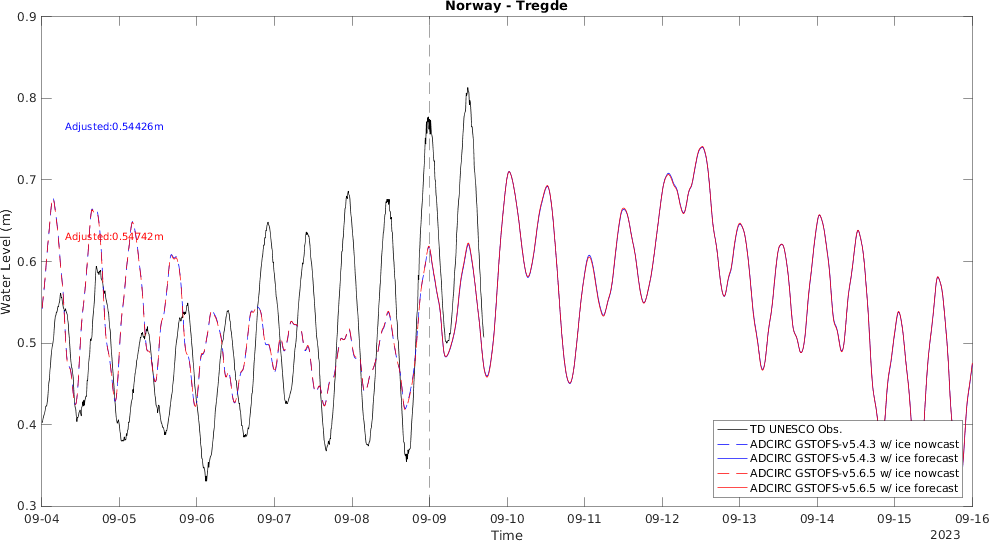 Norway - Tregde
0.9
0.8
0.7
0.6
0.5
0.4
0.3
Water Level (m)
Adjusted:0.54426m
Adjusted:0.54742m
TD UNESCO Obs.
ADCIRC GSTOFS-v5.4.3 w/ ice nowcast
ADCIRC GSTOFS-v5.4.3 w/ ice forecast
ADCIRC GSTOFS-v5.6.5 w/ ice nowcast
ADCIRC GSTOFS-v5.6.5 w/ ice forecast
09-04 09-05 09-06 09-07 09-08 09-09 09-10 09-11 09-12 09-13 09-14 09-15 09-16
Time 2023